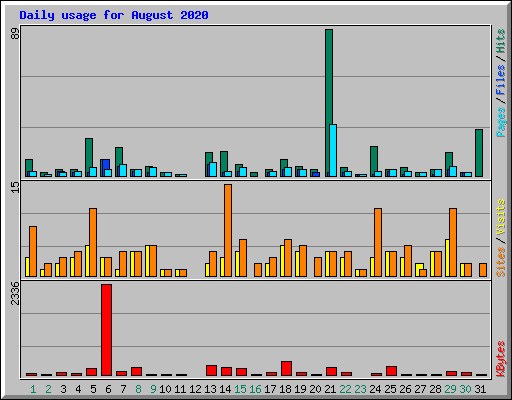 Daily usage for August 2020
89
Pages / Files / Hits
15
Sites / Visits
2336
KBytes
1 2 3 4 5 6 7 8 9 10 11 12 13 14 15 16 17 18 19 20 21 22 23 24 25 26 27 28 29 30 31